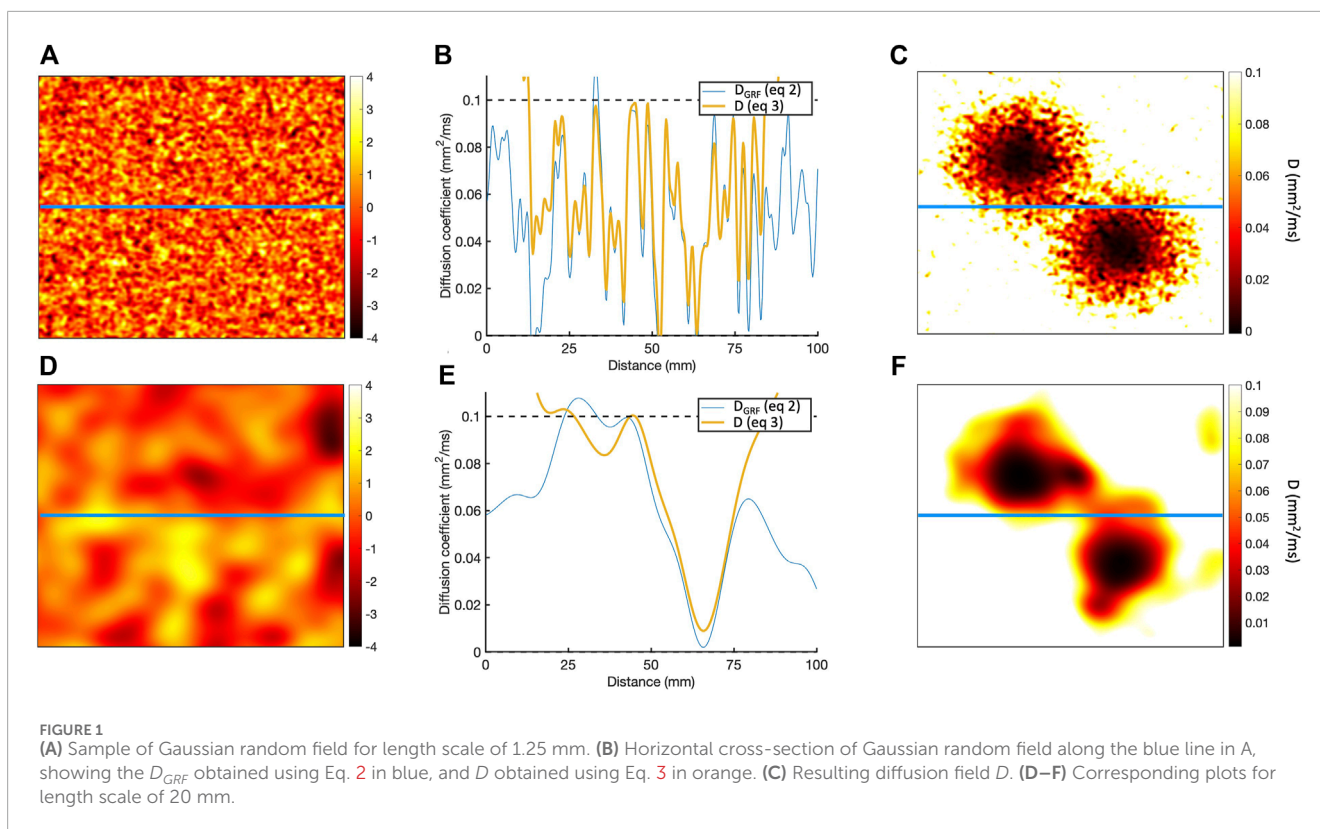 A
4
3
2
1
0
-1
-2
-3
-4
B
Diffusion coefficient (mm²/ms)
0.1
0.08
0.06
0.04
0.02
0
0 25 50 75 100
Distance (mm)
D_GRF (eq 2)
D (eq 3)
C
0.1
0.08
0.06
0.04
0.02
0
D (mm²/ms)
D
4
3
2
1
0
-1
-2
-3
-4
E
Diffusion coefficient (mm²/ms)
0.1
0.08
0.06
0.04
0.02
0
0 25 50 75 100
Distance (mm)
D_GRF (eq 2)
D (eq 3)
F
0.1
0.09
0.08
0.07
0.06
0.05
0.04
0.03
0.02
0.01
D (mm²/ms)
FIGURE 1
(A) Sample of Gaussian random field for length scale of 1.25 mm. (B) Horizontal cross-section of Gaussian random field along the blue line in A,
showing the D_GRF obtained using Eq. 2 in blue, and D obtained using Eq. 3 in orange. (C) Resulting diffusion field D. (D–F) Corresponding plots for
length scale of 20 mm.